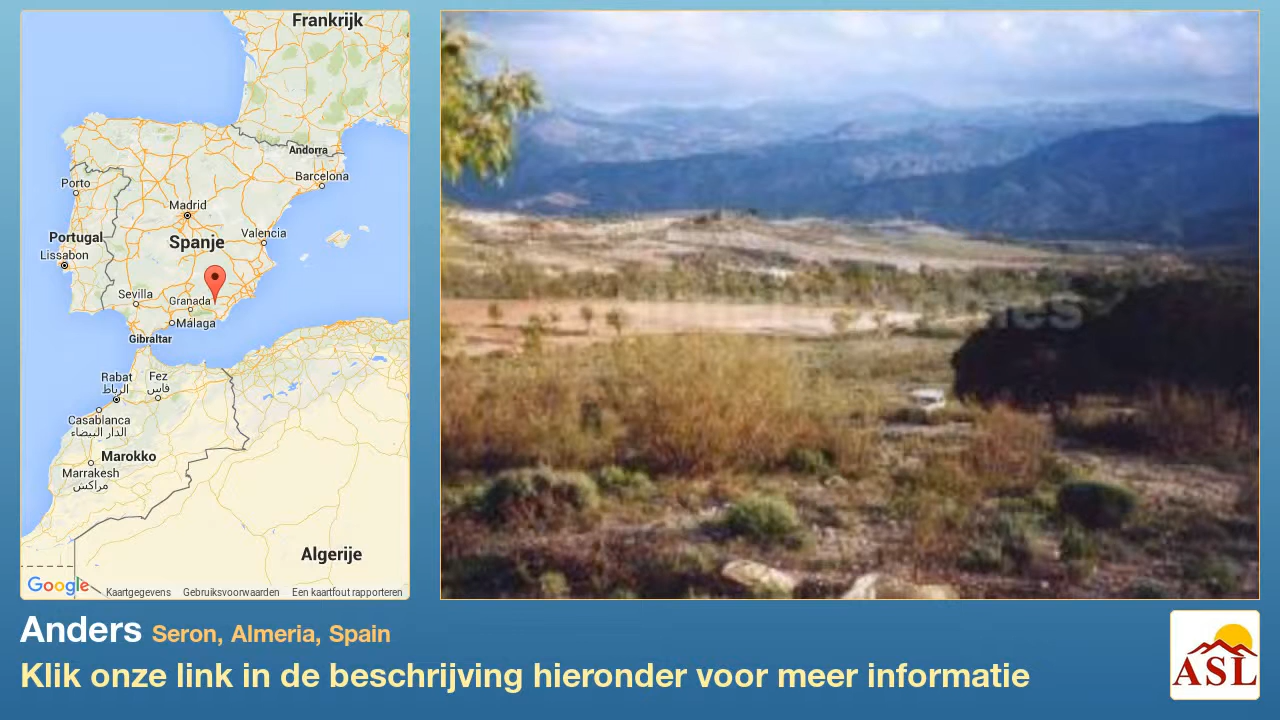 Frankrijk
Andorra
Barcelona
Porto
Madrid
Portugal
Spanje
Valencia
Lissabon
Sevilla
Granada
Málaga
Gibraltar
Rabat
الرباط
Fez
فاس
Casablanca
الدار البيضاء
Marokko
Marrakesh
مراكش
Algerije
Google
Kaartgegevens Gebruiksvoorwaarden Een kaartfout rapporteren
Anders Seron, Almeria, Spain
Klik onze link in de beschrijving hieronder voor meer informatie
ASL